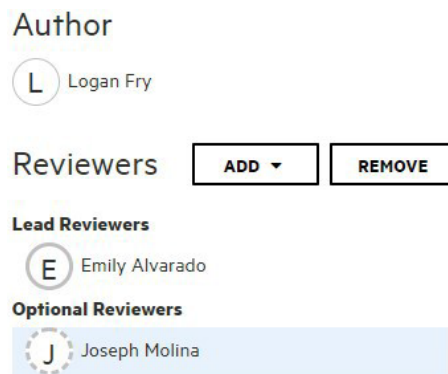 Author
L Logan Fry
Reviewers ADD REMOVE
Lead Reviewers
E Emily Alvarado
Optional Reviewers
J Joseph Molina